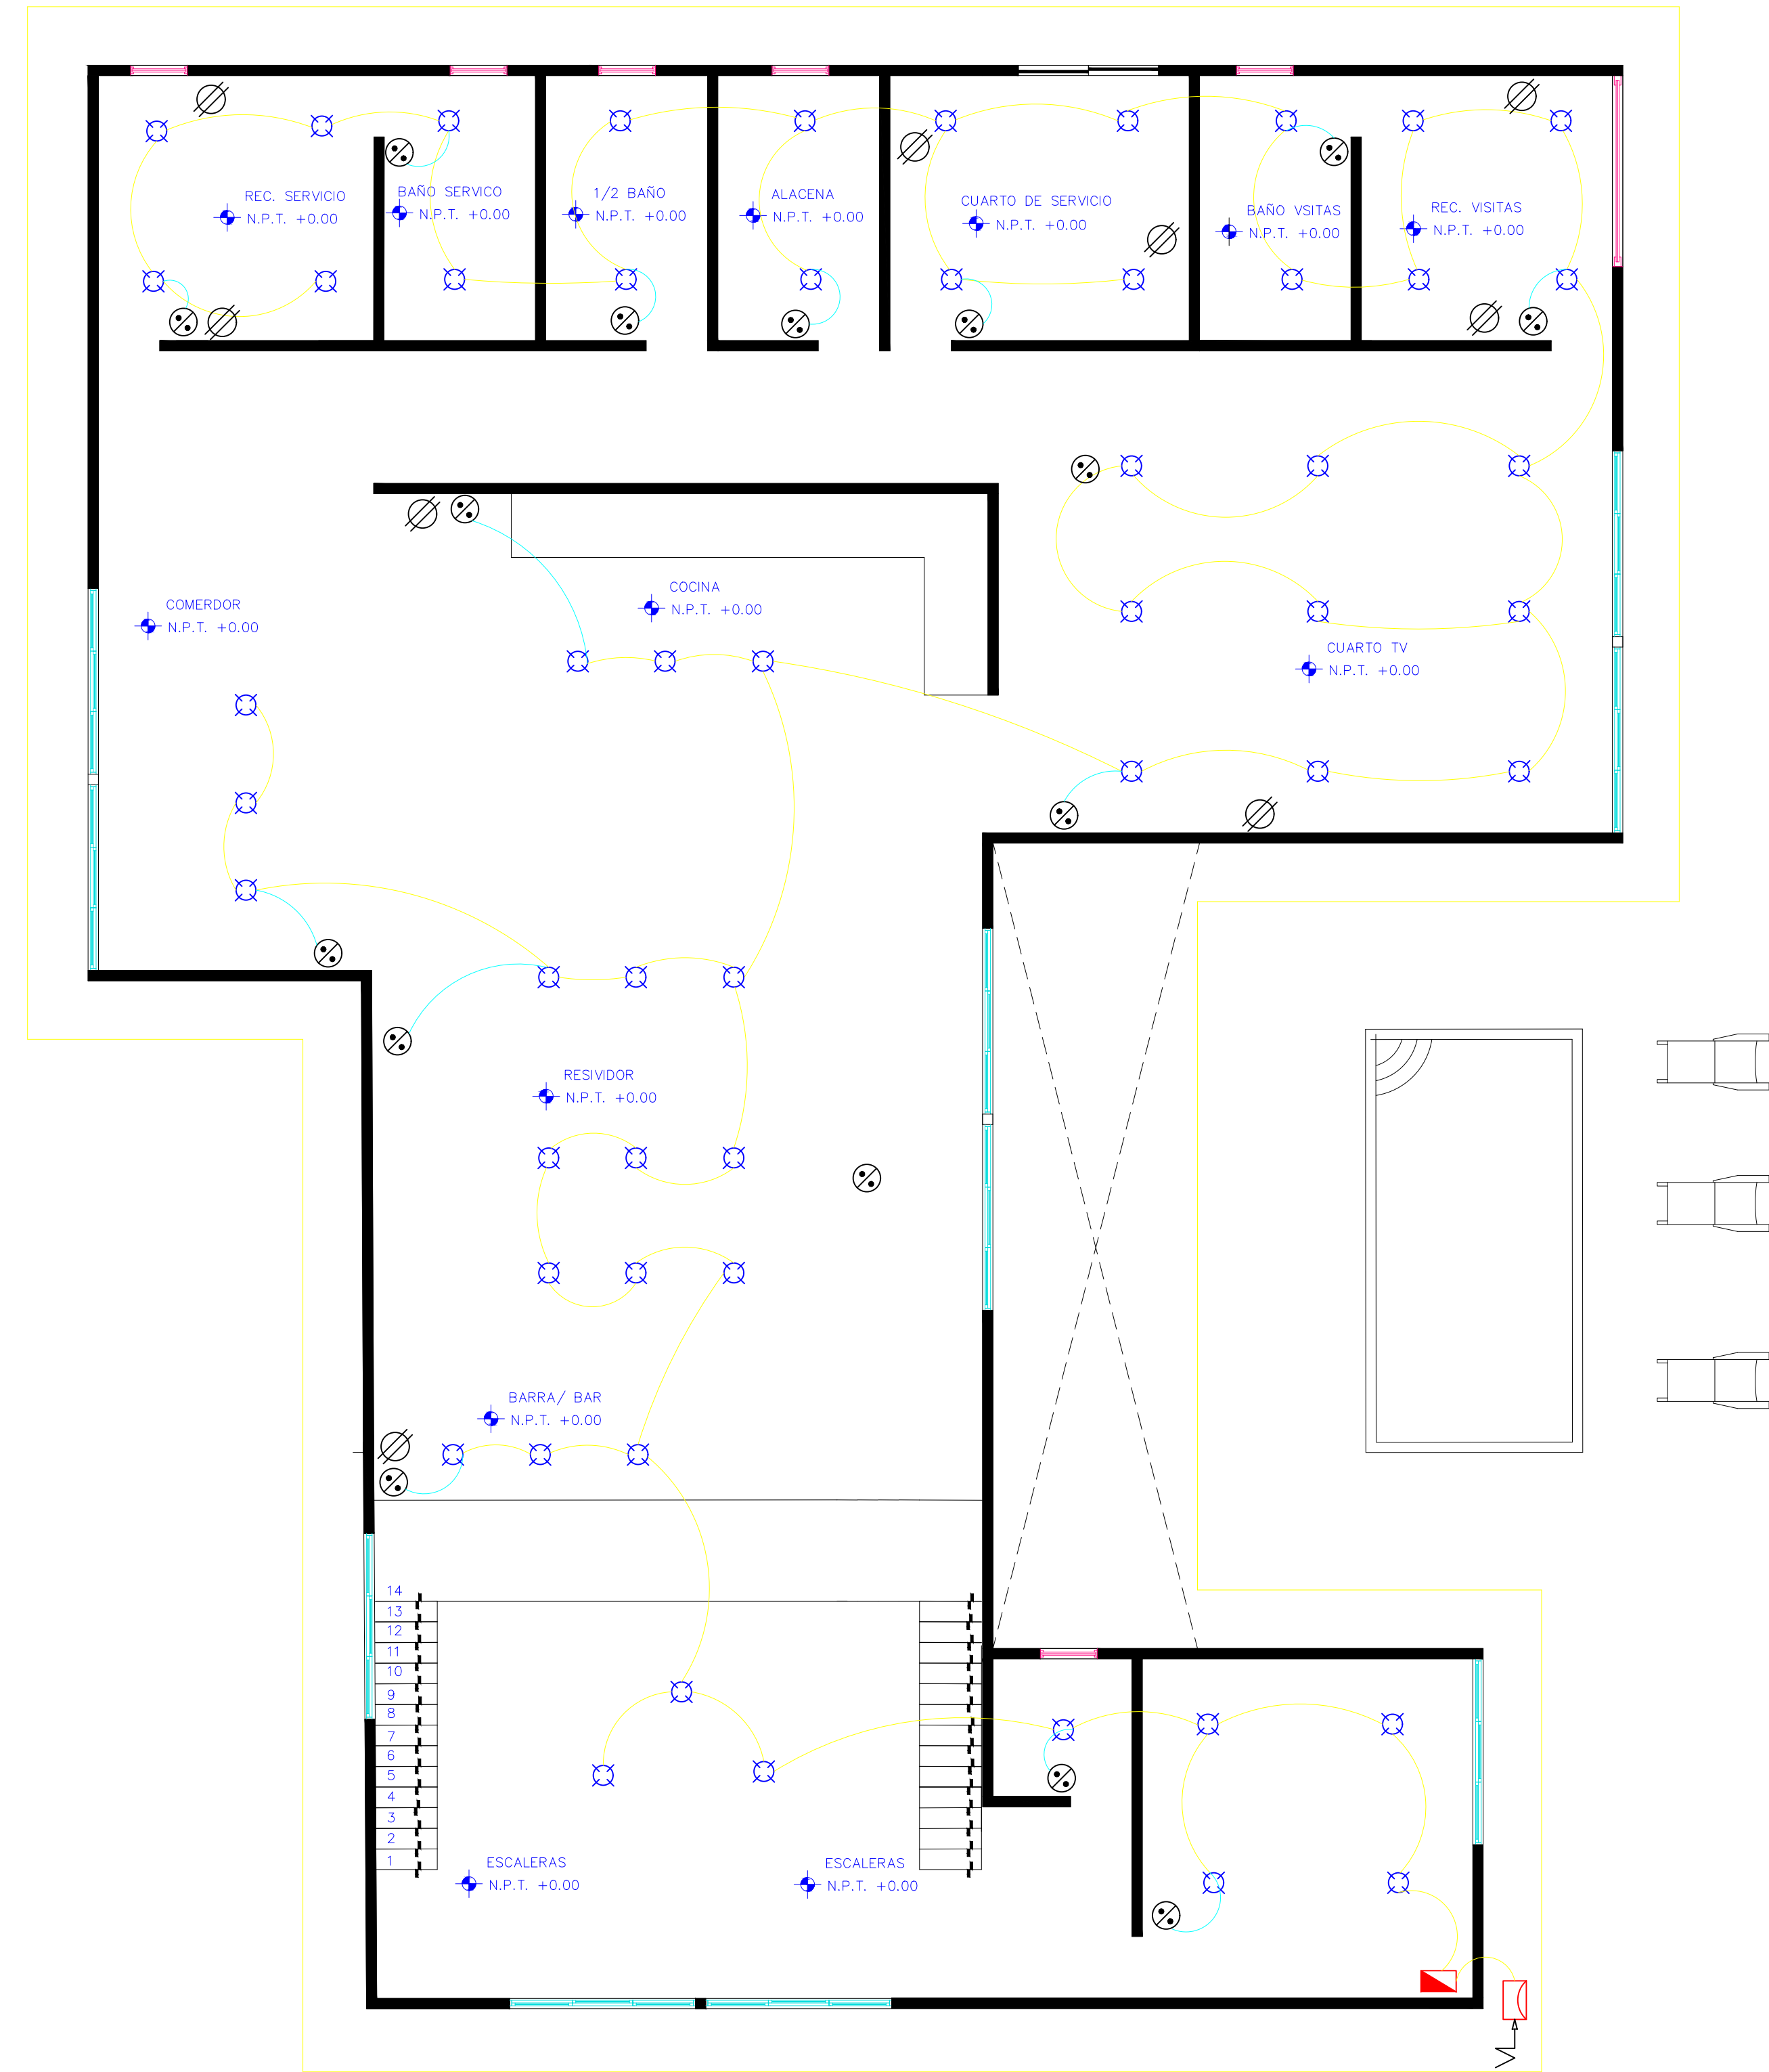 REC. SERVICIO
N.P.T. +0.00
BAÑO SERVICO
N.P.T. +0.00
1/2 BAÑO
N.P.T. +0.00
ALACENA
N.P.T. +0.00
CUARTO DE SERVICIO
N.P.T. +0.00
BAÑO VSITAS
N.P.T. +0.00
REC. VISITAS
N.P.T. +0.00
COMERDOR
N.P.T. +0.00
COCINA
N.P.T. +0.00
CUARTO TV
N.P.T. +0.00
RESIVIDOR
N.P.T. +0.00
BARRA/ BAR
N.P.T. +0.00
14
13
12
11
10
9
8
7
6
5
4
3
2
1
ESCALERAS
N.P.T. +0.00
ESCALERAS
N.P.T. +0.00